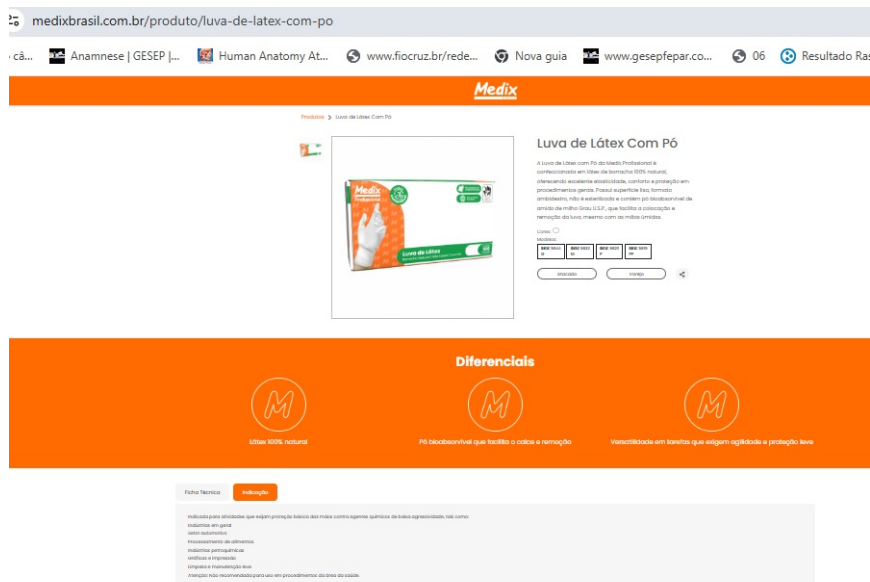 medixbrasil.com.br/produto/luva-de-latex-com-po
câ... Anamnese | GESEP |... Human Anatomy At... www.fiocruz.br/rede... Nova guia www.gesepfepar.co... 06 Resultado Ras
Medix
Produtos > Luva de Látex Com Pó
Luva de Látex Com Pó
A Luva de Látex com Pó da Medix Profissional é
confeccionada em látex de borracha 100% natural,
oferecendo excelente elasticidade, conforto e proteção em
procedimentos gerais. Possui superfície lisa, formato
ambidestro, não é esterilizada e contém pó bioabsorvível de
amido de milho Grau U.S.P., que facilita a colocação e
remoção da luva, mesmo com as mãos úmidas.
Luvas:
Modelos:
Atacado Varejo
Medix
Profissional
Luva de Látex
Diferenciais
Látex 100% natural
Pó bioabsorvível que facilita o calce e remoção
Versatilidade em tarefas que exigem agilidade e proteção leve
Ficha Técnica Indicação
Indicada para atividades que exijam proteção básica das mãos contra agentes químicos de baixa agressividade, tais como:
Indústrias em geral
Setor automotivo
Processamento de alimentos
Indústrias petroquímicas
Gráficas e impressão
Limpeza e manutenção leve.
Atenção: Não recomendada para uso em procedimentos da área da saúde.